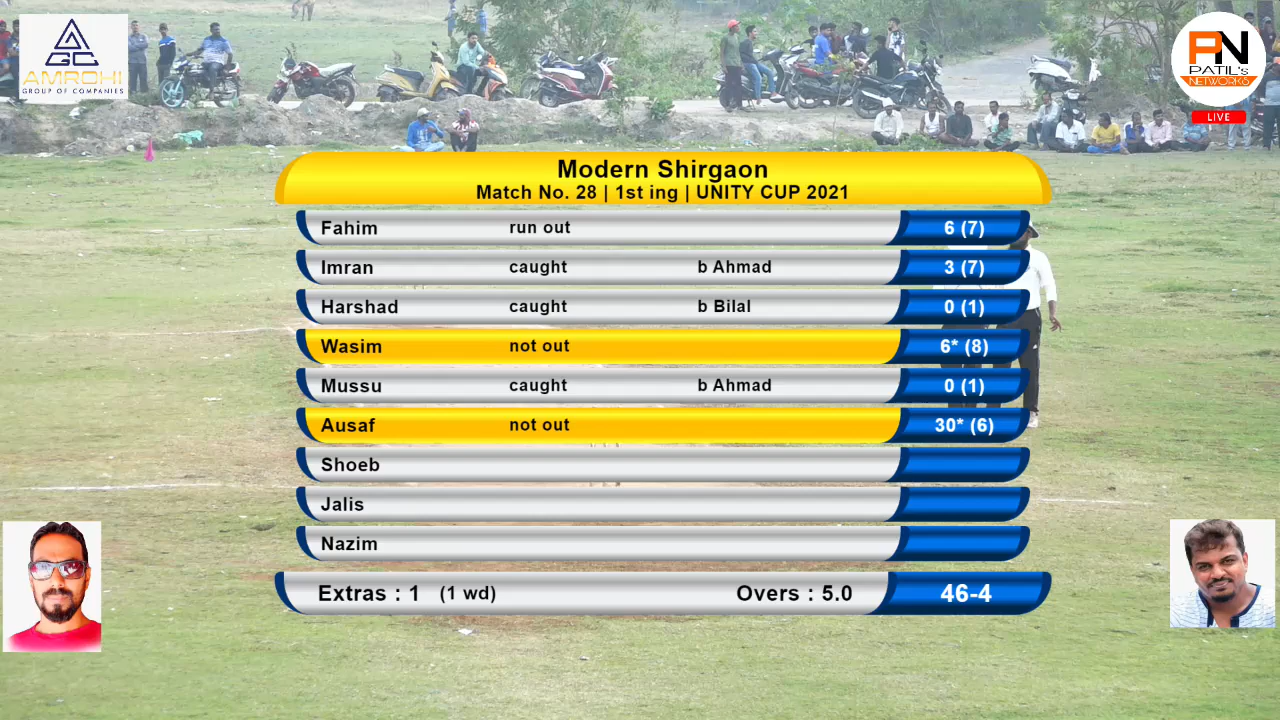 AGC
AMROHI
GROUP OF COMPANIES
PN
PATIL's
NETWORKS
LIVE
Modern Shirgaon
Match No. 28 | 1st ing | UNITY CUP 2021
Fahim run out 6 (7)
Imran caught b Ahmad 3 (7)
Harshad caught b Bilal 0 (1)
Wasim not out 6* (8)
Mussu caught b Ahmad 0 (1)
Ausaf not out 30* (6)
Shoeb
Jalis
Nazim
Extras : 1 (1 wd) Overs : 5.0 46-4